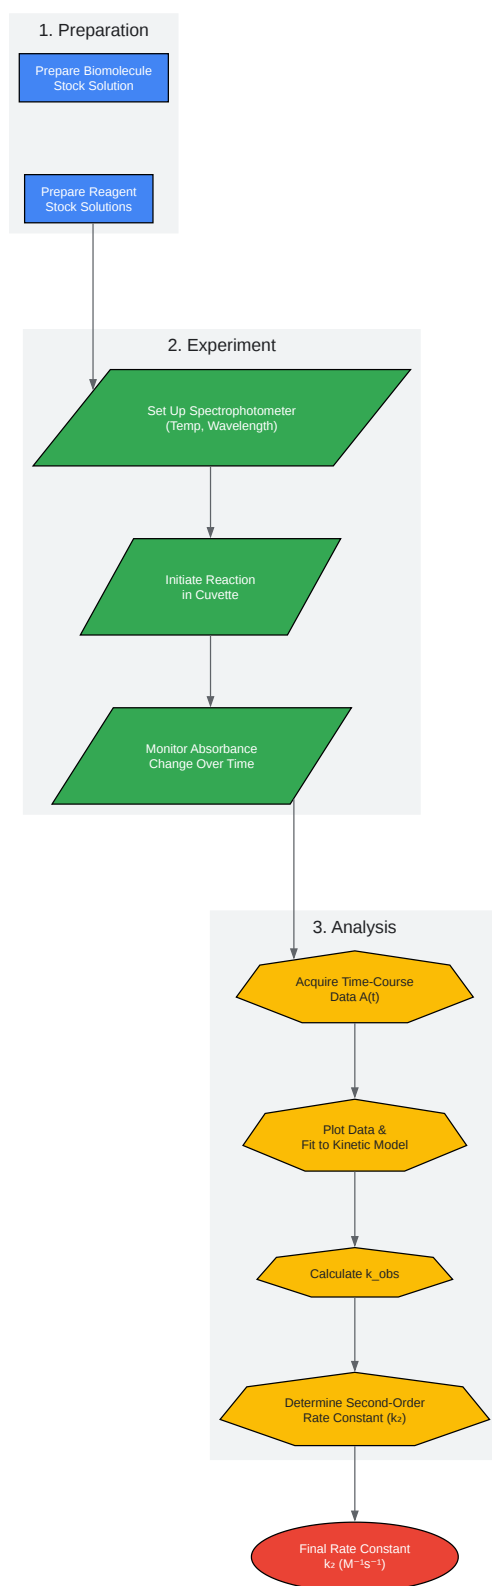 1. Preparation
Prepare Biomolecule
Stock Solution
Prepare Reagent
Stock Solutions
2. Experiment
Set Up Spectrophotometer
(Temp, Wavelength)
Initiate Reaction
in Cuvette
Monitor Absorbance
Change Over Time
3. Analysis
Acquire Time-Course
Data A(t)
Plot Data &
Fit to Kinetic Model
Calculate k_obs
Determine Second-Order
Rate Constant (k₂)
Final Rate Constant
k₂ (M⁻¹s⁻¹)